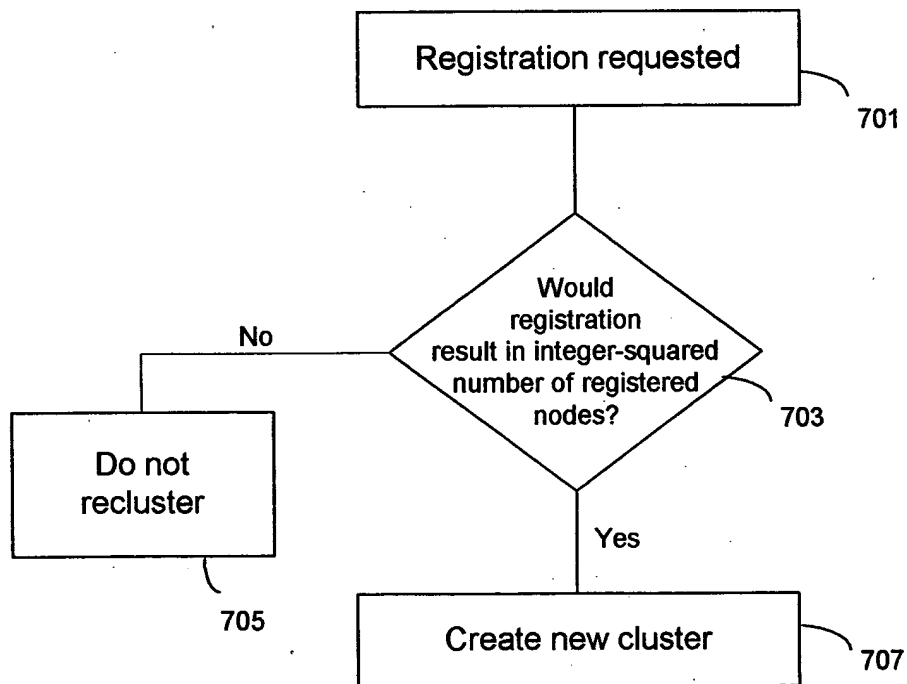 Registration requested
701
Would
registration
result in integer-squared
number of registered
nodes?
703
No
Do not
recluster
705
Yes
Create new cluster
707